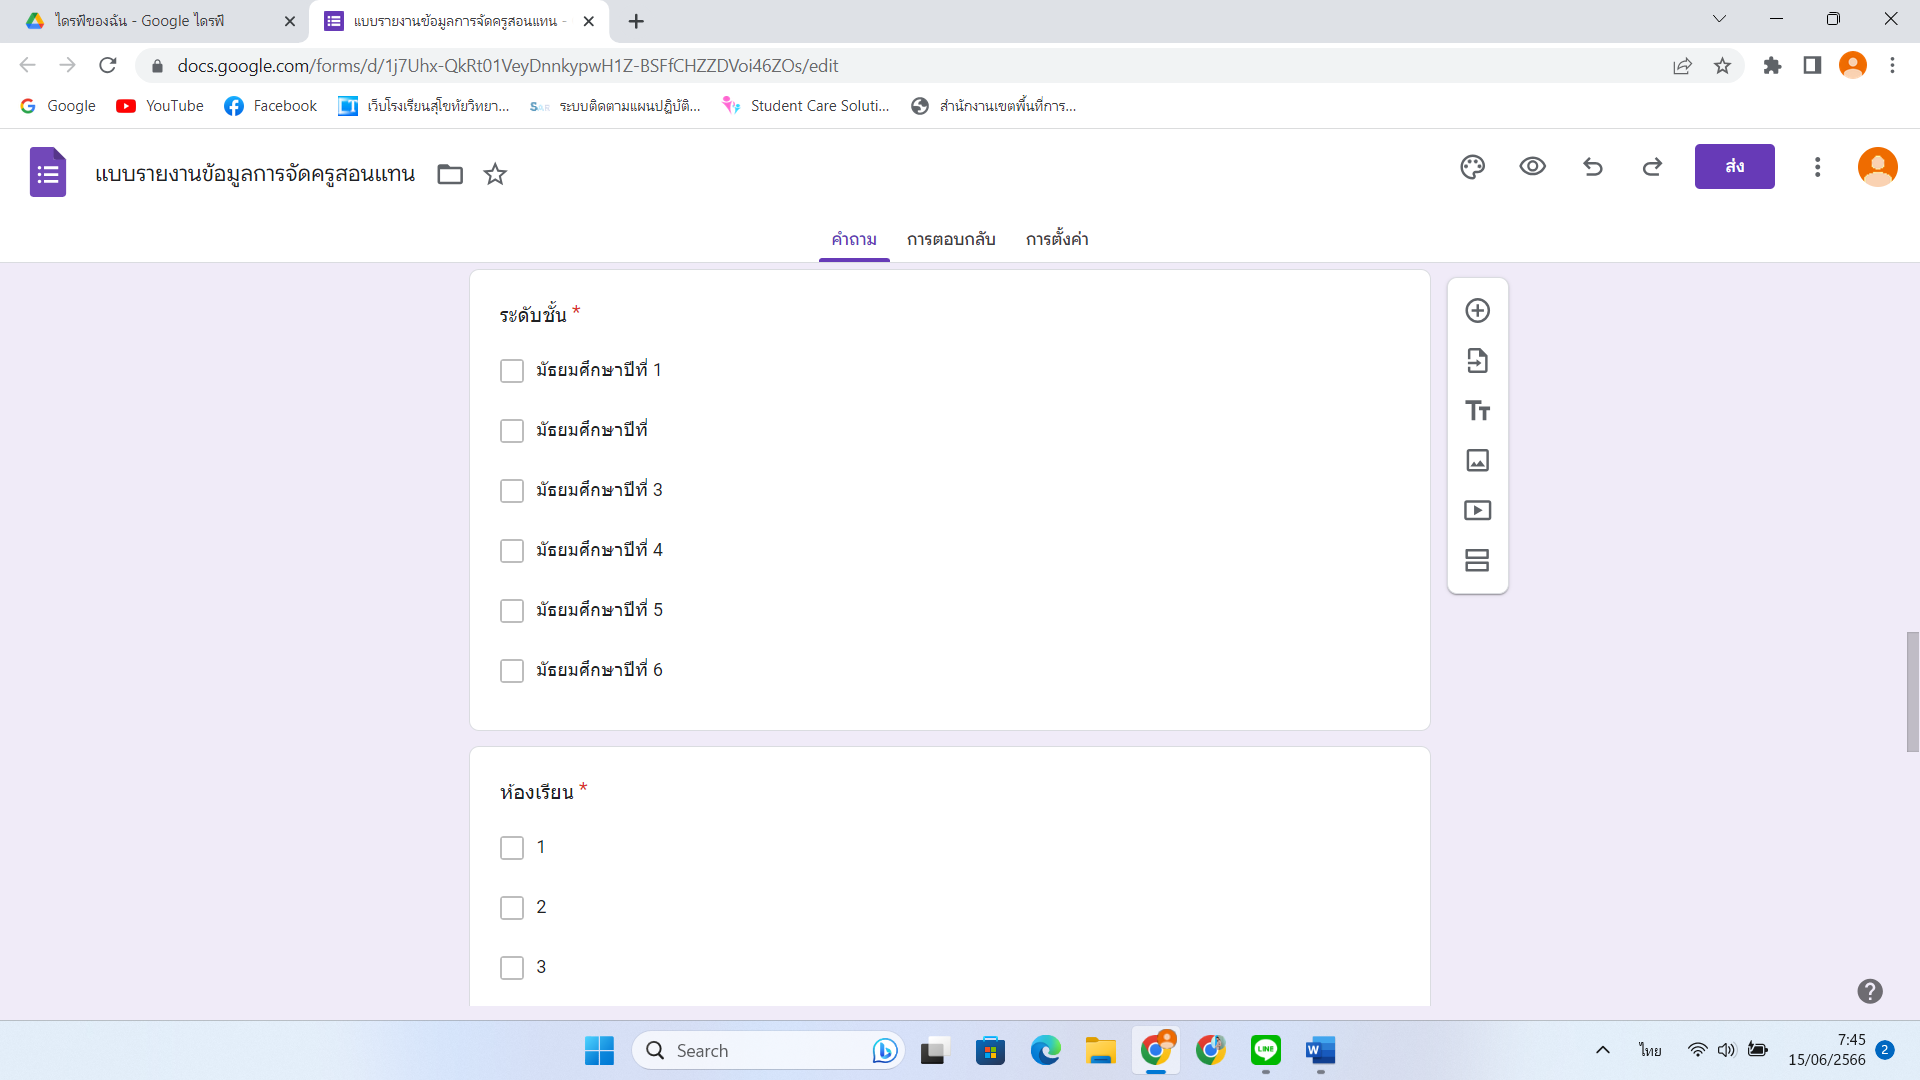 ไดรฟ์ของฉัน - Google ไดรฟ์
แบบรายงานข้อมูลการจัดครูสอนแทน -
docs.google.com/forms/d/1j7Uhx-QkRt01VeyDnnkypwH1Z-BSFfCHZZDVoi46ZOs/edit
Google YouTube Facebook เว็บโรงเรียนสุโขทัยวิทยา... ระบบติดตามแผนปฏิบัติ... Student Care Soluti... สำนักงานเขตพื้นที่การ...
แบบรายงานข้อมูลการจัดครูสอนแทน
ส่ง
คำถาม การตอบกลับ การตั้งค่า
ระดับชั้น *
มัธยมศึกษาปีที่ 1
มัธยมศึกษาปีที่
มัธยมศึกษาปีที่ 3
มัธยมศึกษาปีที่ 4
มัธยมศึกษาปีที่ 5
มัธยมศึกษาปีที่ 6
ห้องเรียน *
1
2
3
Search
ไทย
7:45
15/06/2566
2